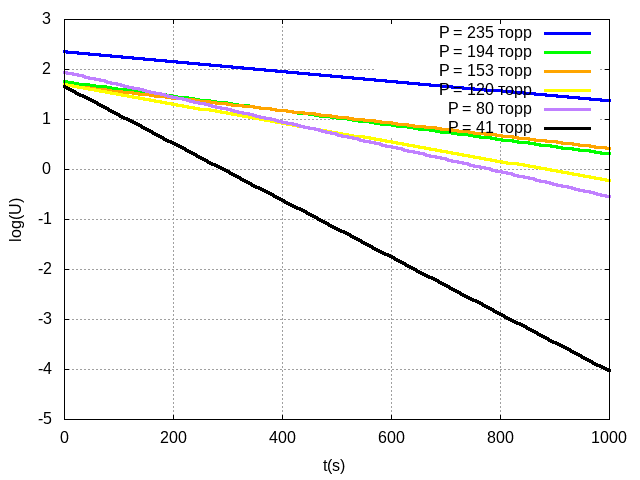 3
2
1
0
-1
-2
-3
-4
-5
log(U)
P = 235 торр
P = 194 торр
P = 153 торр
P = 120 торр
P = 80 торр
P = 41 торр
0 200 400 600 800 1000
t(s)